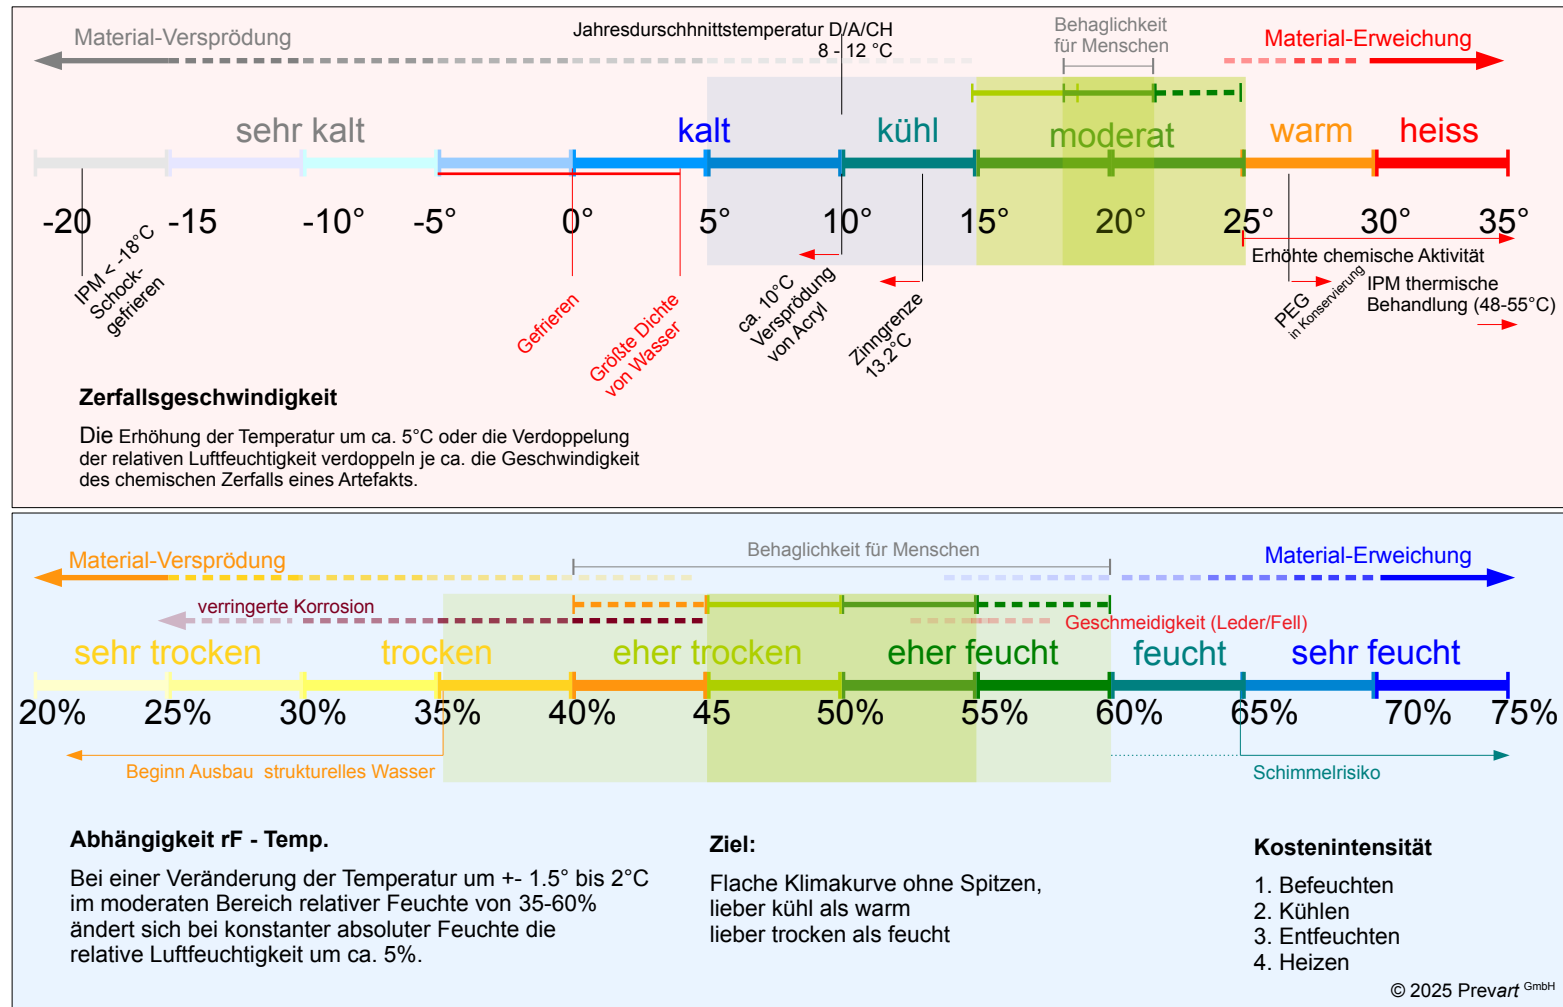 Jahresdurschhnittstemperatur D/A/CH
8 - 12 °C
Behaglichkeit
für Menschen
Material-Versprödung
Material-Erweichung
sehr kalt
kalt
kühl
moderat
warm
heiss
-20
-15
-10°
-5°
0°
5°
10°
15°
20°
25°
30°
35°
IPM < -18°C
Schock-
gefrieren
Gefrieren
Größte Dichte
von Wasser
ca. 10°C
Versprödung
von Acryl
Zinngrenze
13.2°C
Erhöhte chemische Aktivität
PEG
in Konservierung
IPM thermische
Behandlung (48-55°C)
Zerfallsgeschwindigkeit
Die Erhöhung der Temperatur um ca. 5°C oder die Verdoppelung
der relativen Luftfeuchtigkeit verdoppeln je ca. die Geschwindigkeit
des chemischen Zerfalls eines Artefakts.
Material-Versprödung
Behaglichkeit für Menschen
Material-Erweichung
verringerte Korrosion
Geschmeidigkeit (Leder/Fell)
sehr trocken
trocken
eher trocken
eher feucht
feucht
sehr feucht
20%
25%
30%
35%
40%
45
50%
55%
60%
65%
70%
75%
Beginn Ausbau strukturelles Wasser
Schimmelrisiko
Abhängigkeit rF - Temp.
Bei einer Veränderung der Temperatur um +- 1.5° bis 2°C
im moderaten Bereich relativer Feuchte von 35-60%
ändert sich bei konstanter absoluter Feuchte die
relative Luftfeuchtigkeit um ca. 5%.
Ziel:
Flache Klimakurve ohne Spitzen,
lieber kühl als warm
lieber trocken als feucht
Kostenintensität
1. Befeuchten
2. Kühlen
3. Entfeuchten
4. Heizen
© 2025 Prevart GmbH